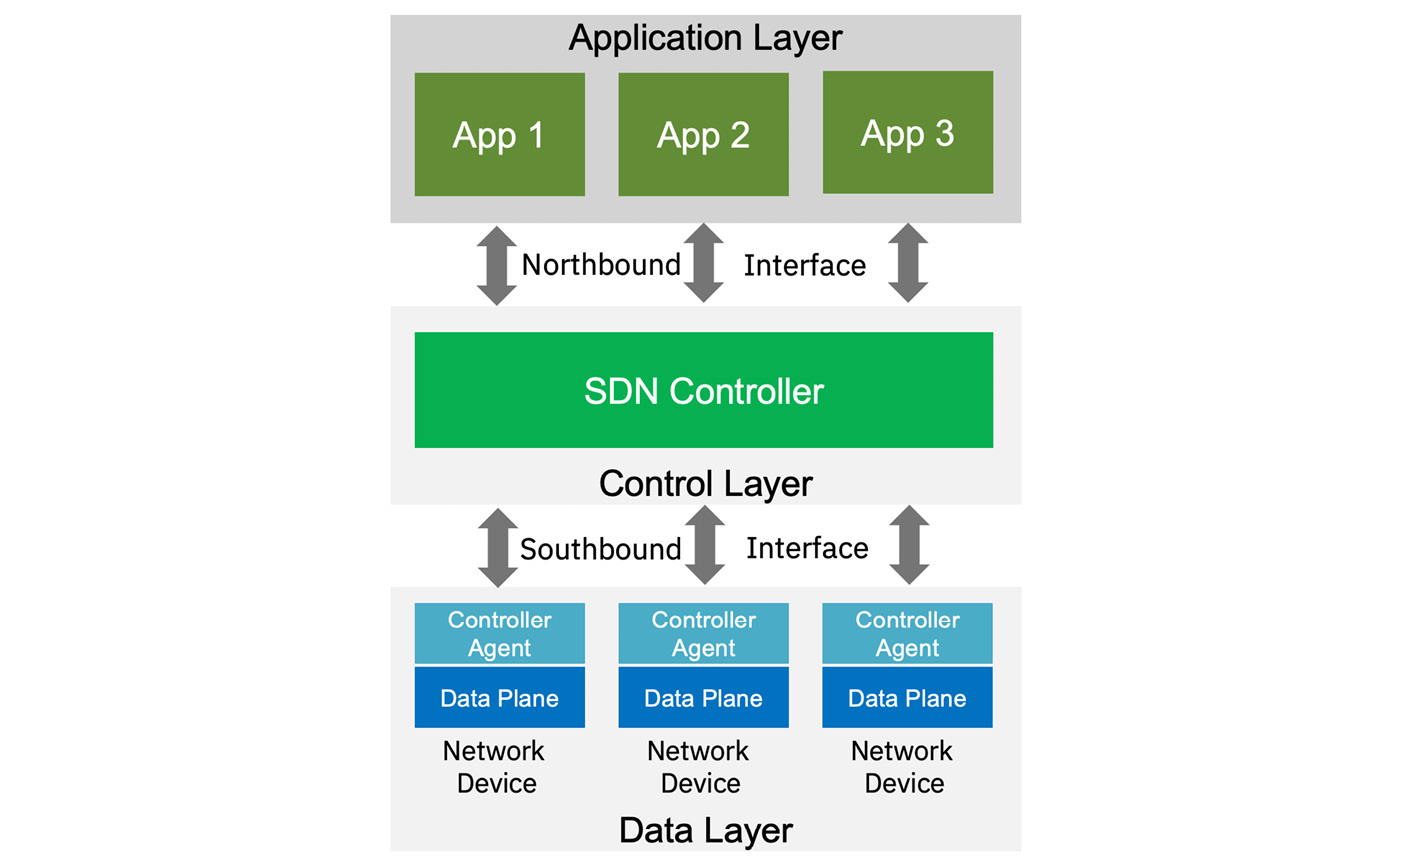 Application Layer
App 1 App 2 App 3
Northbound Interface
SDN Controller
Control Layer
Southbound Interface
Controller Controller Controller
Agent Agent Agent
Data Plane Data Plane Data Plane
Network Network Network
Device Device Device
Data Layer